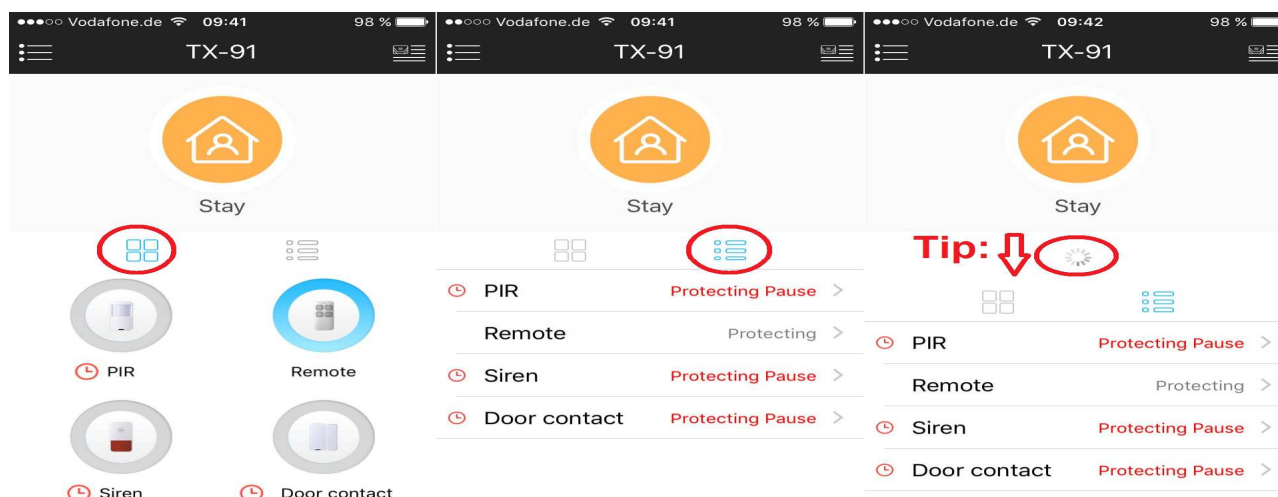 Vodafone.de 09:41 98 %
TX-91
Stay
PIR
Remote
Siren
Door contact
Vodafone.de 09:41 98 %
TX-91
Stay
PIR Protecting Pause
Remote Protecting
Siren Protecting Pause
Door contact Protecting Pause
Vodafone.de 09:42 98 %
TX-91
Stay
Tip:
PIR Protecting Pause
Remote Protecting
Siren Protecting Pause
Door contact Protecting Pause